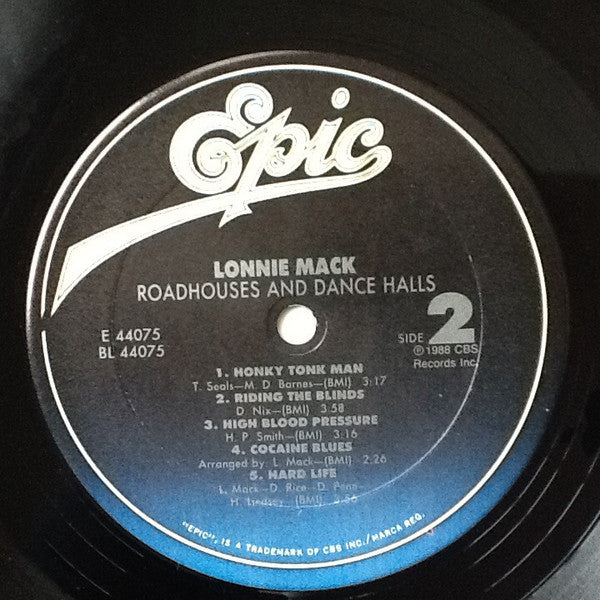 Epic
LONNIE MACK
ROADHOUSES AND DANCE HALLS
E 44075
BL 44075
SIDE 2
℗1988 CBS
Records Inc.
1. HONKY TONK MAN
T. Seals—M. D. Barnes—(BMI) 3:17
2. RIDING THE BLINDS
D. Nix—(BMI) 3:58
3. HIGH BLOOD PRESSURE
H. P. Smith—(BMI) 3:16
4. COCAINE BLUES
Arranged by: L. Mack—(BMI) 2:26
5. HARD LIFE
L. Mack—D. Rice—D. Penn—
H. Lindsey (BMI) 3:56
"EPIC", IS A TRADEMARK OF CBS INC./MARCA REG.